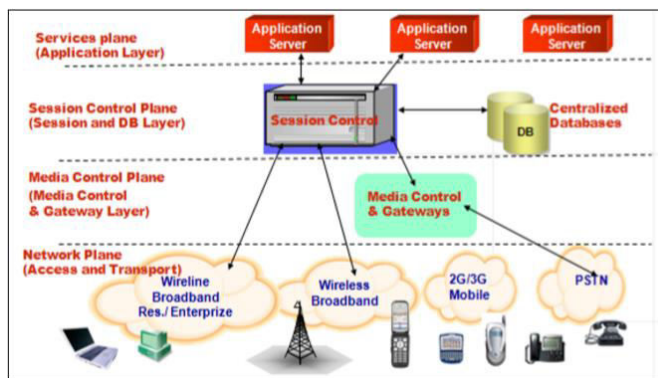 Services plane
(Application Layer)
Application
Server
Application
Server
Application
Server
Session Control Plane
(Session and DB Layer)
Session Control
DB
Centralized
Databases
Media Control Plane
(Media Control
& Gateway Layer)
Media Control
& Gateways
Network Plane
(Access and Transport)
Wireline
Broadband
Res./ Enterprize
Wireless
Broadband
2G/3G
Mobile
PSTN